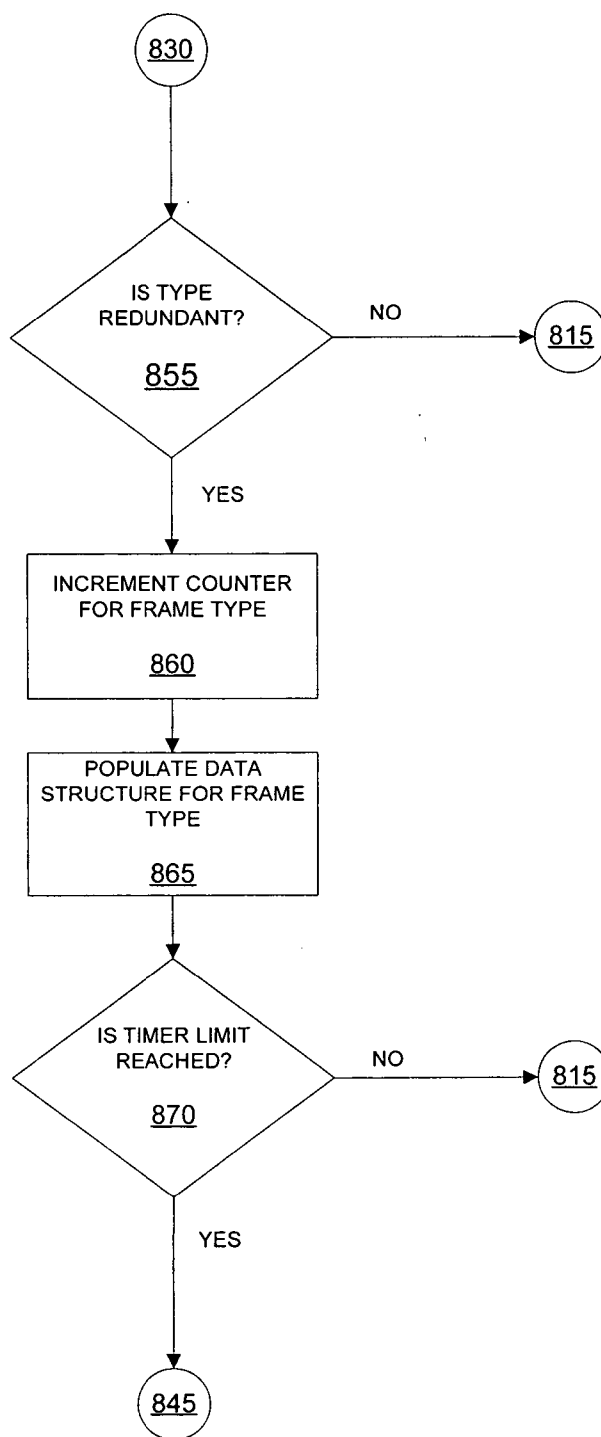 830
IS TYPE
REDUNDANT?
855
NO
815
YES
INCREMENT COUNTER
FOR FRAME TYPE
860
POPULATE DATA
STRUCTURE FOR FRAME
TYPE
865
IS TIMER LIMIT
REACHED?
870
NO
815
YES
845